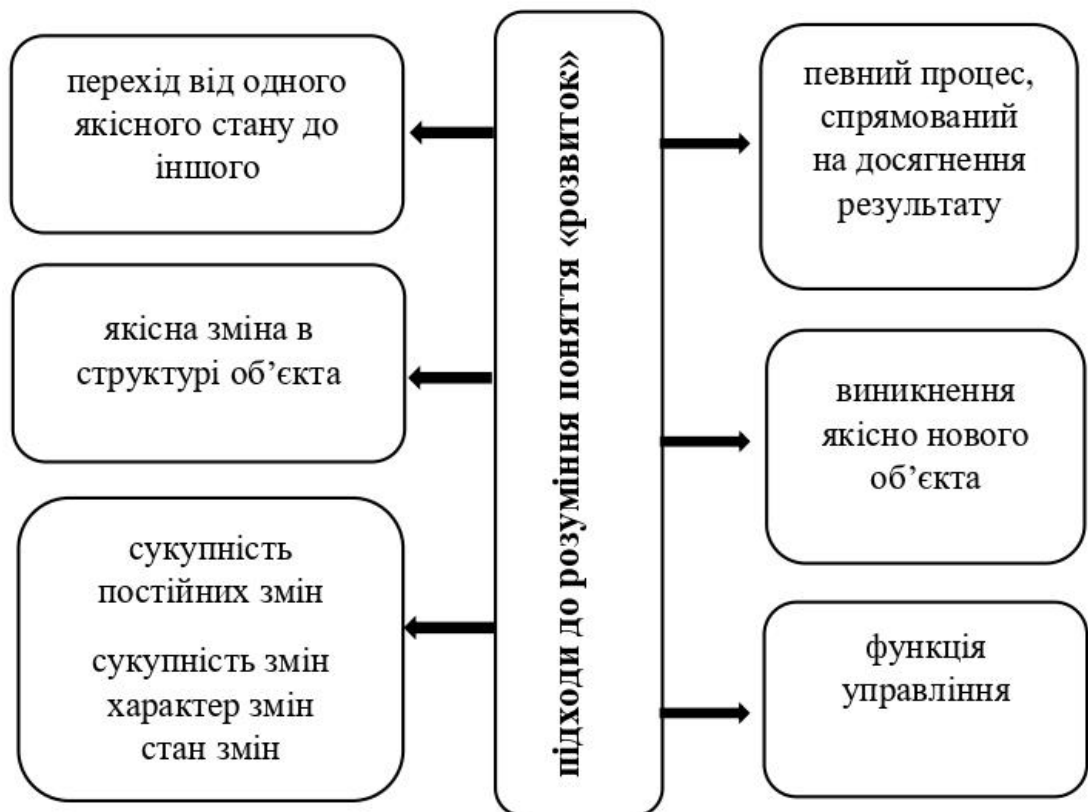 перехід від одного
якісного стану до
іншого
якісна зміна в
структурі об’єкта
сукупність
постійних змін
сукупність змін
характер змін
стан змін
підходи до розуміння поняття «розвиток»
певний процес,
спрямований
на досягнення
результату
виникнення
якісно нового
об’єкта
функція
управління